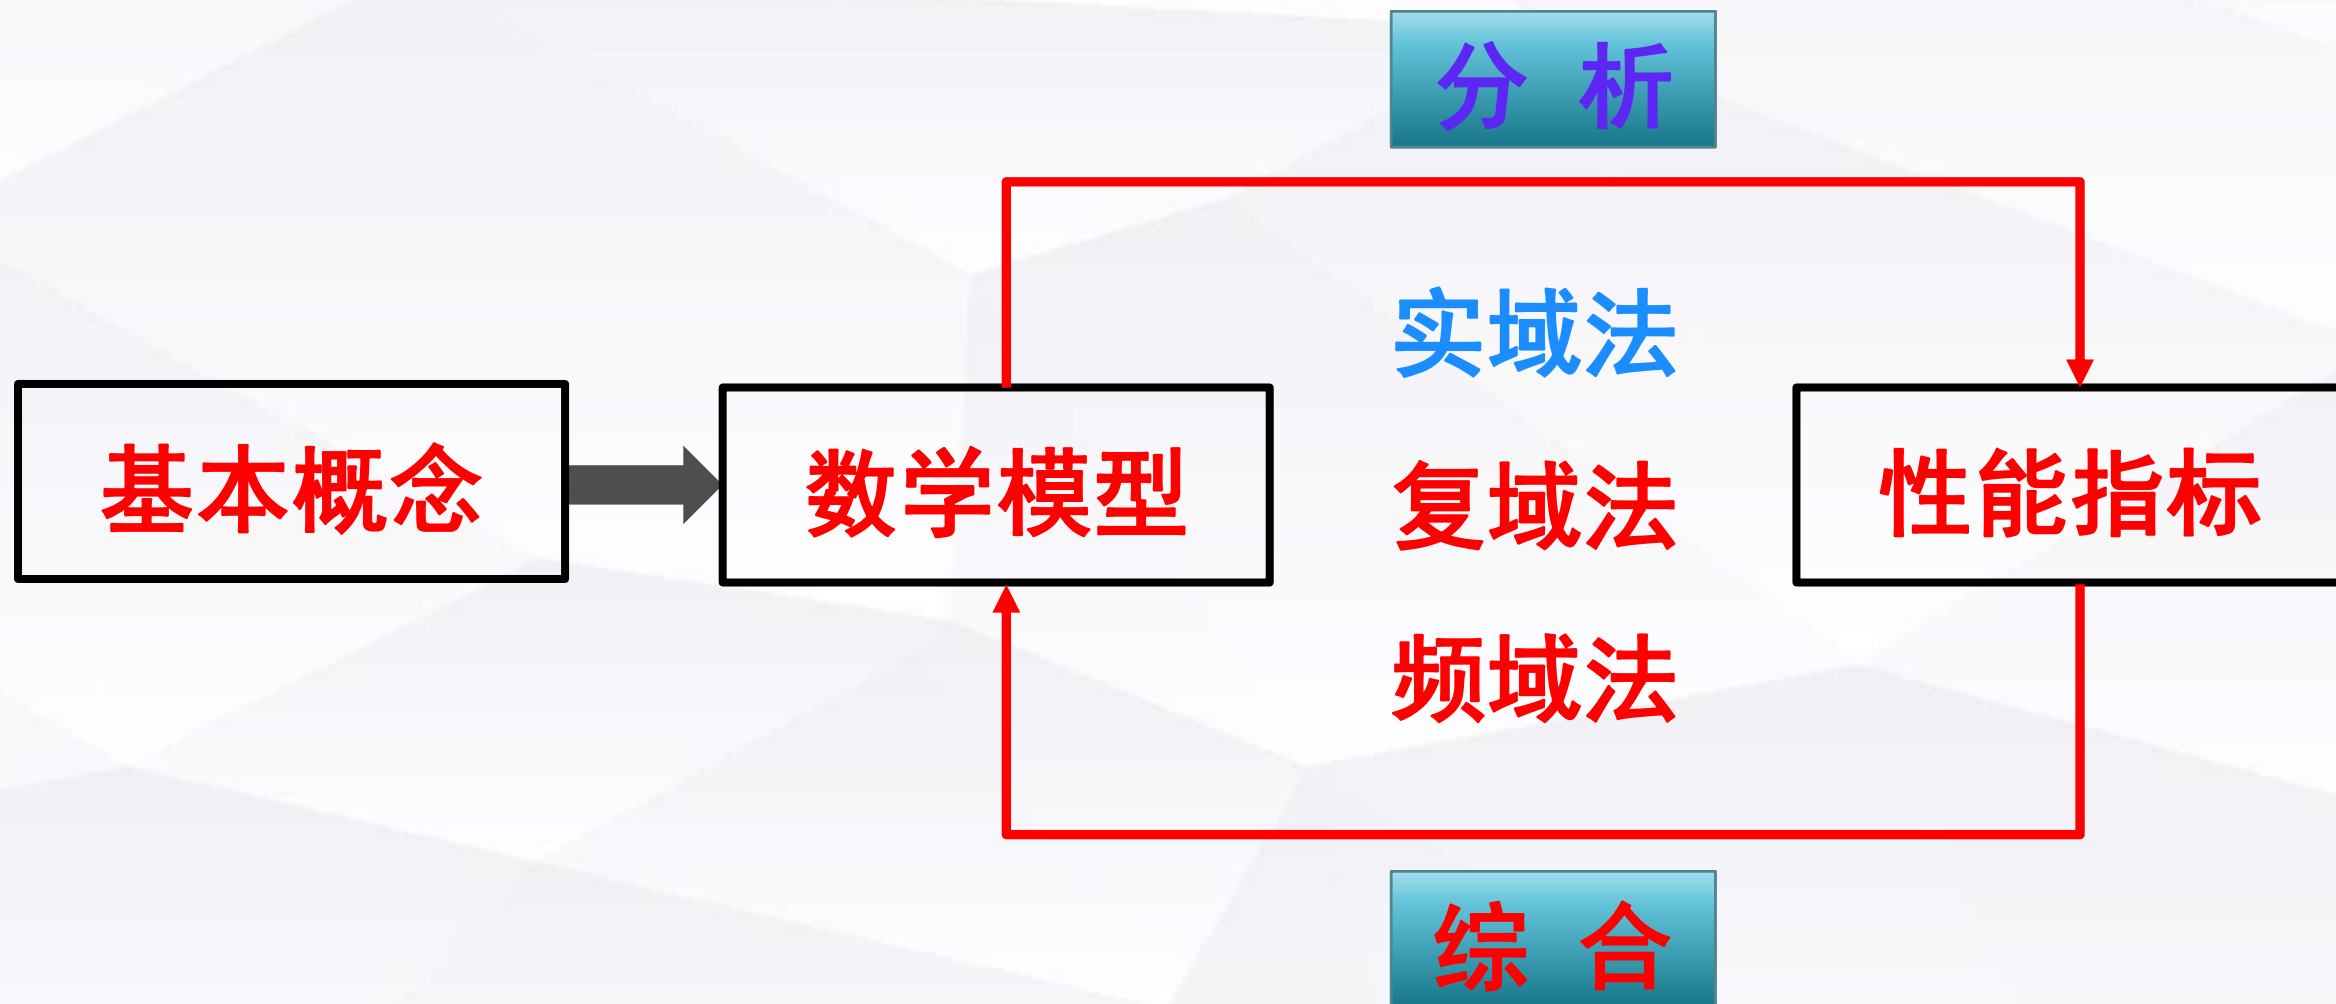 分 析
实域法
基本概念
数学模型
复域法
性能指标
频域法
综 合